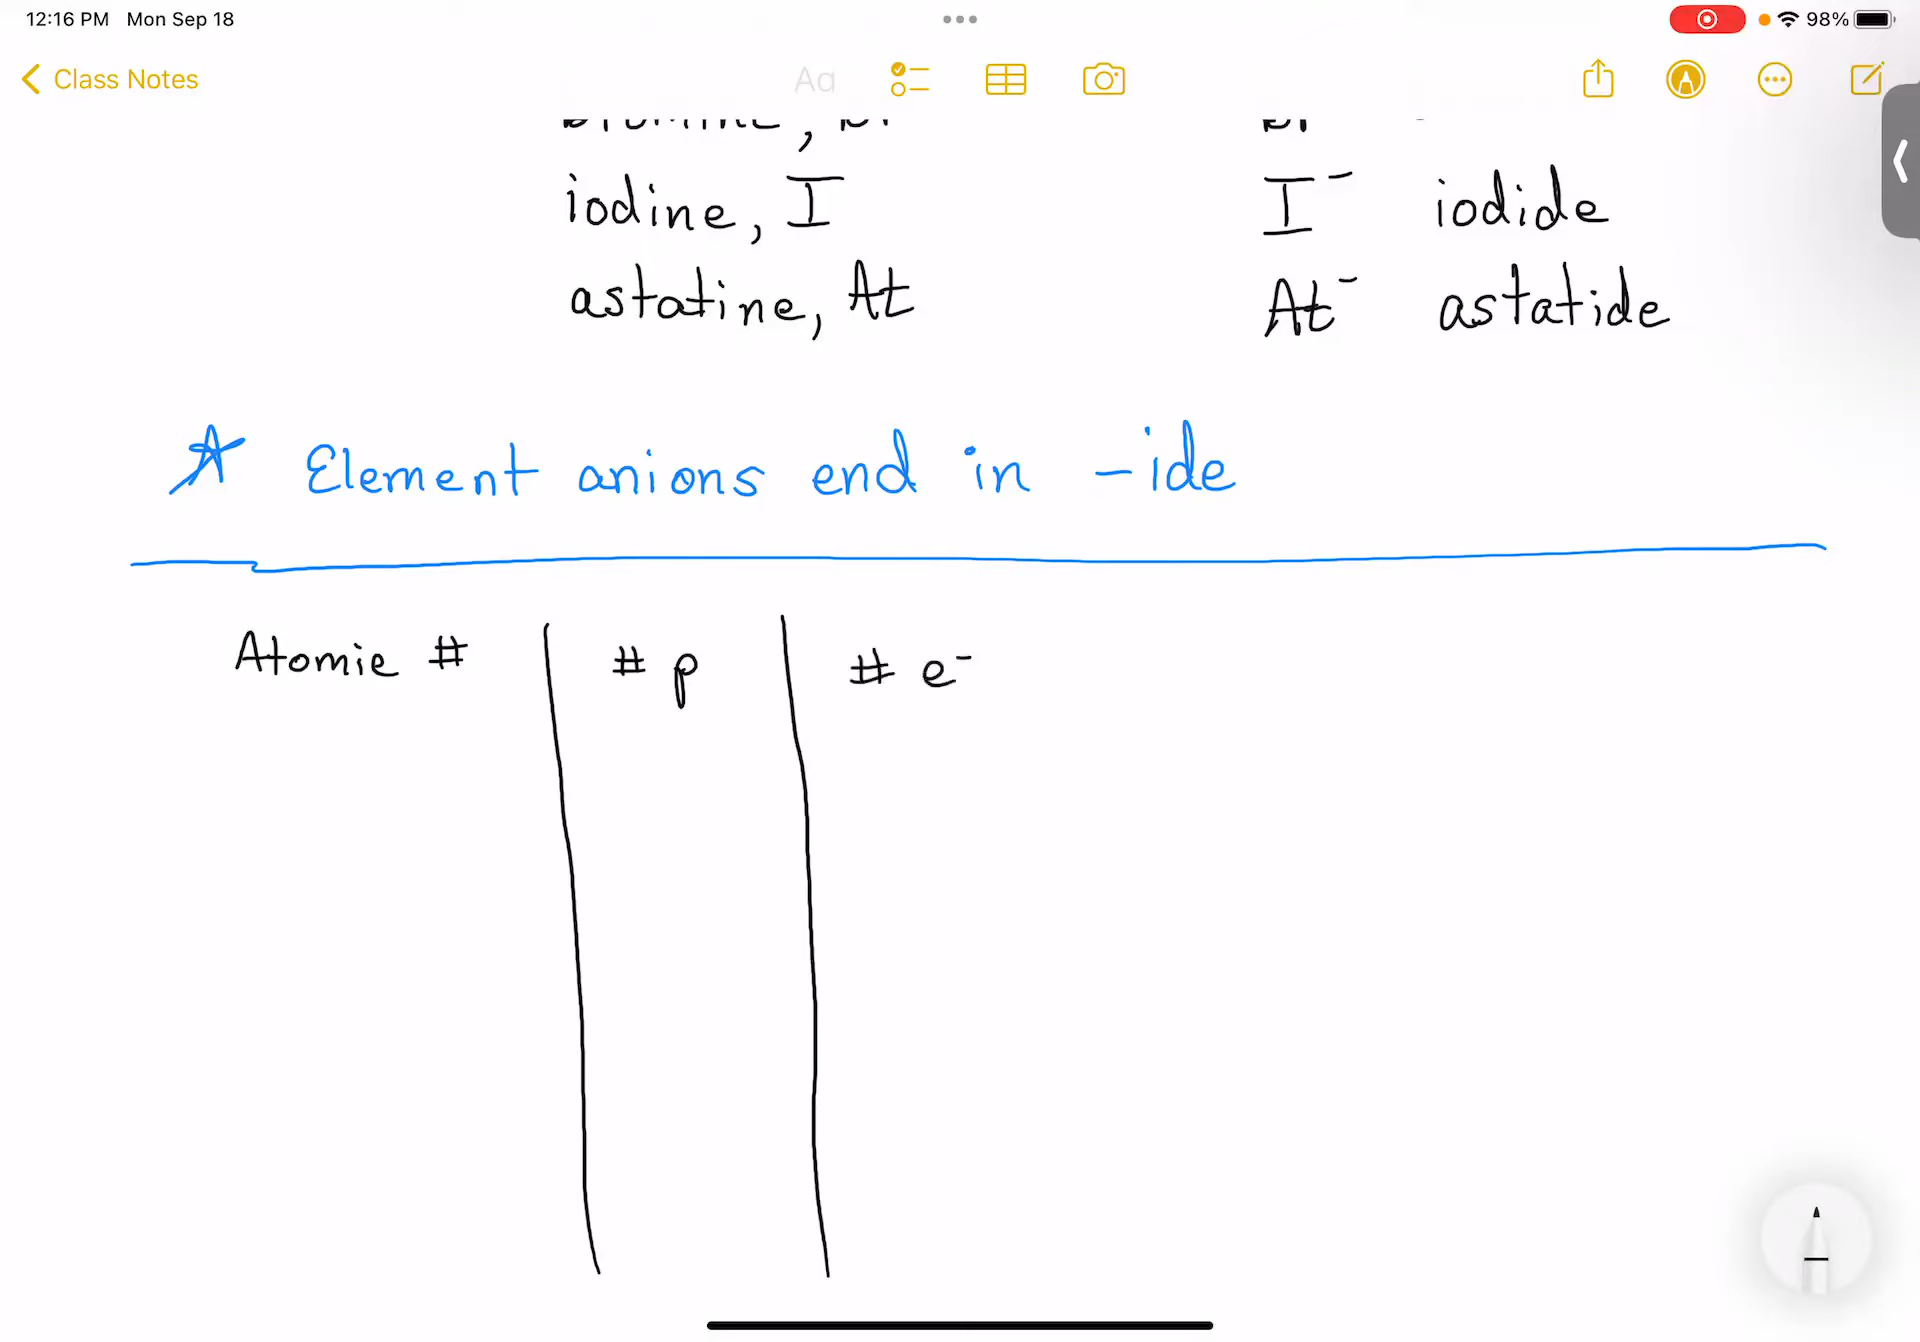 12:16 PM Mon Sep 18
98%
Class Notes
Aa
iodine, I I⁻ iodide
astatine, At At⁻ astatide
Element anions end in -ide
Atomic # # p # e⁻